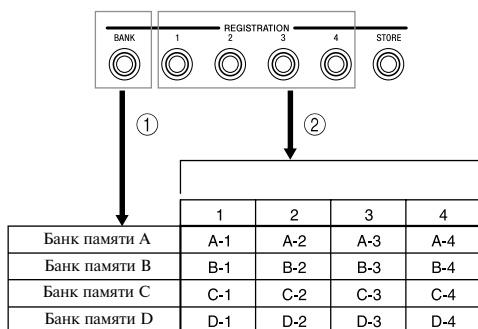 REGISTRATION
BANK 1 2 3 4 STORE
① ②
1 2 3 4
Банк памяти A A-1 A-2 A-3 A-4
Банк памяти B B-1 B-2 B-3 B-4
Банк памяти C C-1 C-2 C-3 C-4
Банк памяти D D-1 D-2 D-3 D-4